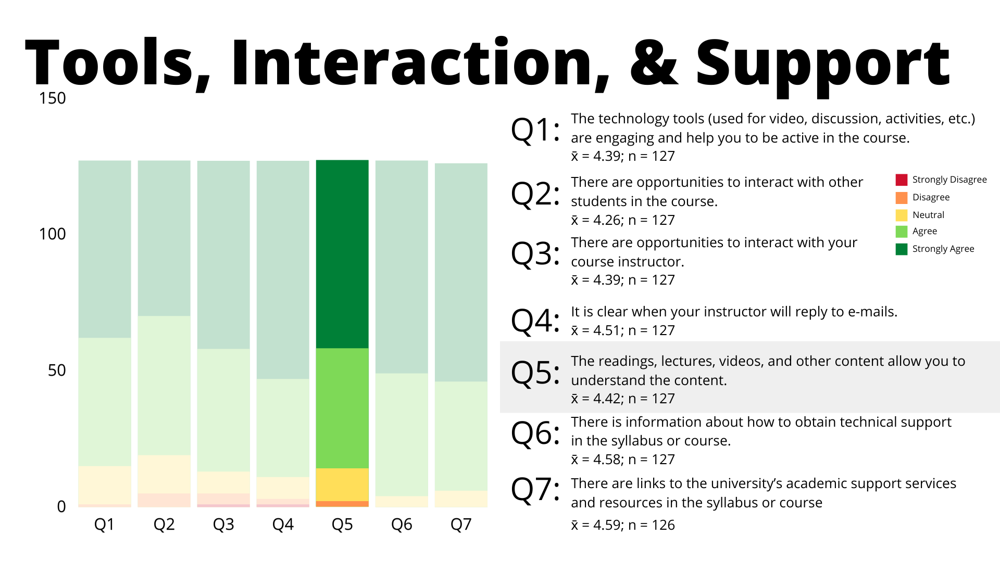 Tools, Interaction, & Support
150
100
50
0
Q1
Q2
Q3
Q4
Q5
Q6
Q7
Q1:
The technology tools (used for video, discussion, activities, etc.)
are engaging and help you to be active in the course.
x̄ = 4.39; n = 127
Q2:
There are opportunities to interact with other
students in the course.
x̄ = 4.26; n = 127
Q3:
There are opportunities to interact with your
course instructor.
x̄ = 4.39; n = 127
Q4:
It is clear when your instructor will reply to e-mails.
x̄ = 4.51; n = 127
Q5:
The readings, lectures, videos, and other content allow you to
understand the content.
x̄ = 4.42; n = 127
Q6:
There is information about how to obtain technical support
in the syllabus or course.
x̄ = 4.58; n = 127
Q7:
There are links to the university’s academic support services
and resources in the syllabus or course
x̄ = 4.59; n = 126
Strongly Disagree
Disagree
Neutral
Agree
Strongly Agree